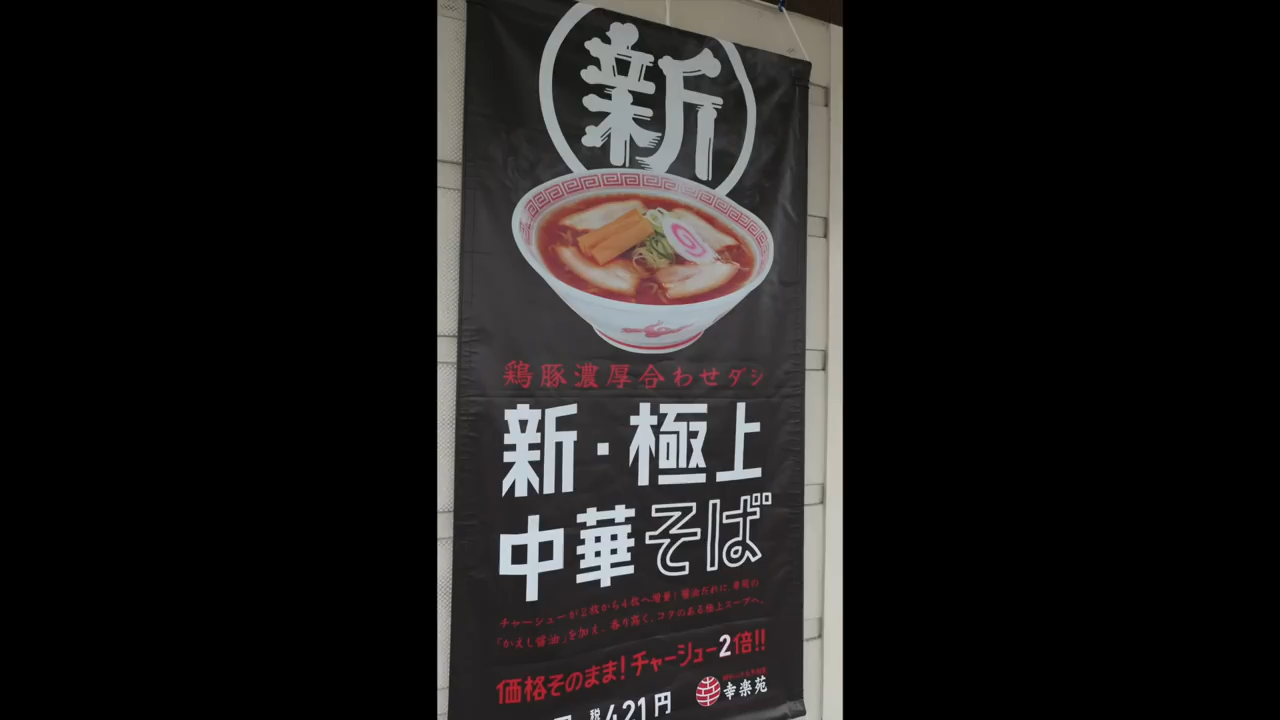 新
鶏豚濃厚合わせダシ
新・極上
中華そば
チャーシューが2枚から4枚へ増量!醤油だれに、専用の
「かえし醤油」を加え、香り高く、コクのある極上スープへ。
価格そのまま!チャーシュー2倍!!
税 421円
幸楽苑